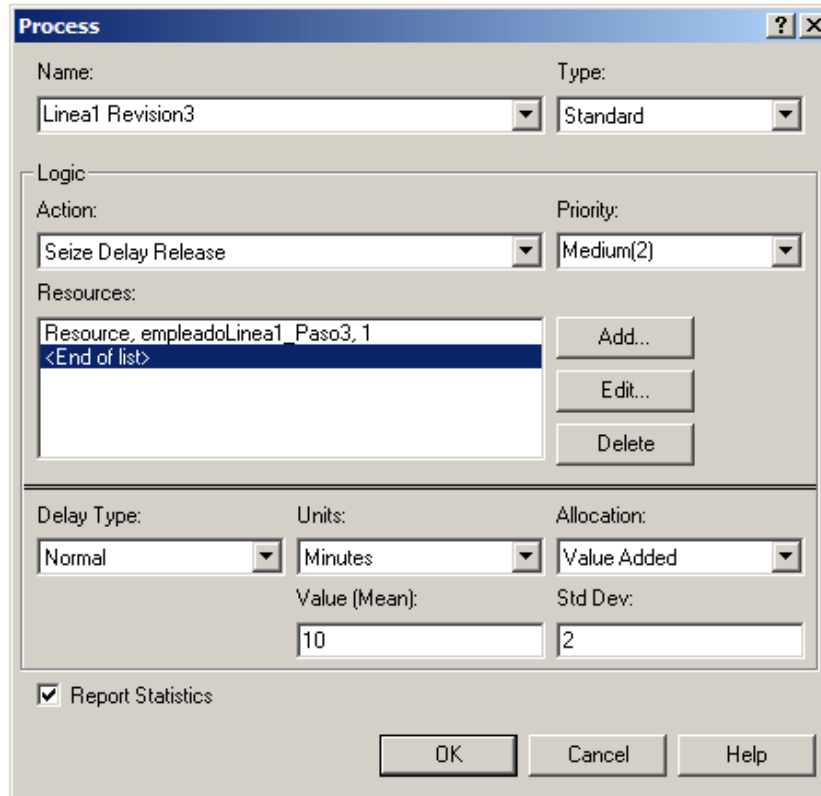 Process
Name:
Type:
Linea1 Revision3
Standard
Logic
Action:
Priority:
Seize Delay Release
Medium(2)
Resources:
Resource, empleadoLinea1_Paso3, 1
<End of list>
Add...
Edit...
Delete
Delay Type:
Units:
Allocation:
Normal
Minutes
Value Added
Value (Mean):
Std Dev:
10
2
Report Statistics
OK
Cancel
Help